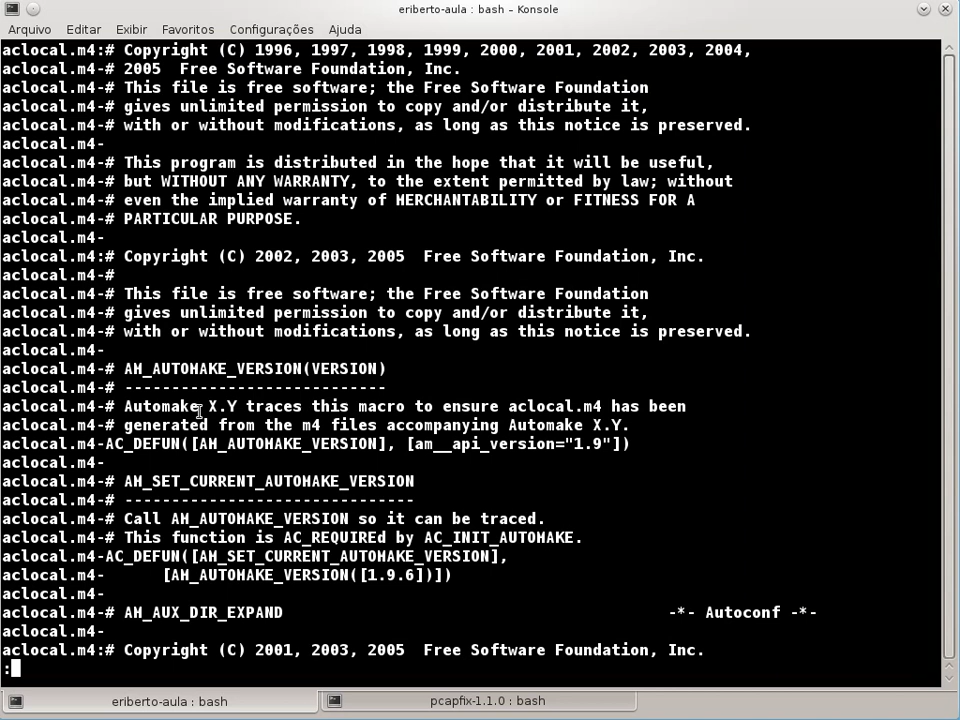 eriberto-aula : bash – Konsole
Arquivo Editar Exibir Favoritos Configurações Ajuda
aclocal.m4:# Copyright (C) 1996, 1997, 1998, 1999, 2000, 2001, 2002, 2003, 2004,
aclocal.m4-# 2005  Free Software Foundation, Inc.
aclocal.m4-# This file is free software; the Free Software Foundation
aclocal.m4-# gives unlimited permission to copy and/or distribute it,
aclocal.m4-# with or without modifications, as long as this notice is preserved.
aclocal.m4-
aclocal.m4-# This program is distributed in the hope that it will be useful,
aclocal.m4-# but WITHOUT ANY WARRANTY, to the extent permitted by law; without
aclocal.m4-# even the implied warranty of MERCHANTABILITY or FITNESS FOR A
aclocal.m4-# PARTICULAR PURPOSE.
aclocal.m4-
aclocal.m4:# Copyright (C) 2002, 2003, 2005  Free Software Foundation, Inc.
aclocal.m4-#
aclocal.m4-# This file is free software; the Free Software Foundation
aclocal.m4-# gives unlimited permission to copy and/or distribute it,
aclocal.m4-# with or without modifications, as long as this notice is preserved.
aclocal.m4-
aclocal.m4-# AM_AUTOMAKE_VERSION(VERSION)
aclocal.m4-# ----------------------------
aclocal.m4-# Automake X.Y traces this macro to ensure aclocal.m4 has been
aclocal.m4-# generated from the m4 files accompanying Automake X.Y.
aclocal.m4-AC_DEFUN([AM_AUTOMAKE_VERSION], [am__api_version="1.9"])
aclocal.m4-
aclocal.m4-# AM_SET_CURRENT_AUTOMAKE_VERSION
aclocal.m4-# -------------------------------
aclocal.m4-# Call AM_AUTOMAKE_VERSION so it can be traced.
aclocal.m4-# This function is AC_REQUIREd by AC_INIT_AUTOMAKE.
aclocal.m4-AC_DEFUN([AM_SET_CURRENT_AUTOMAKE_VERSION],
aclocal.m4-      [AM_AUTOMAKE_VERSION([1.9.6])])
aclocal.m4-
aclocal.m4-# AM_AUX_DIR_EXPAND                                         -*- Autoconf -*-
aclocal.m4-
aclocal.m4:# Copyright (C) 2001, 2003, 2005  Free Software Foundation, Inc.
:
eriberto-aula : bash pcapfix-1.1.0 : bash